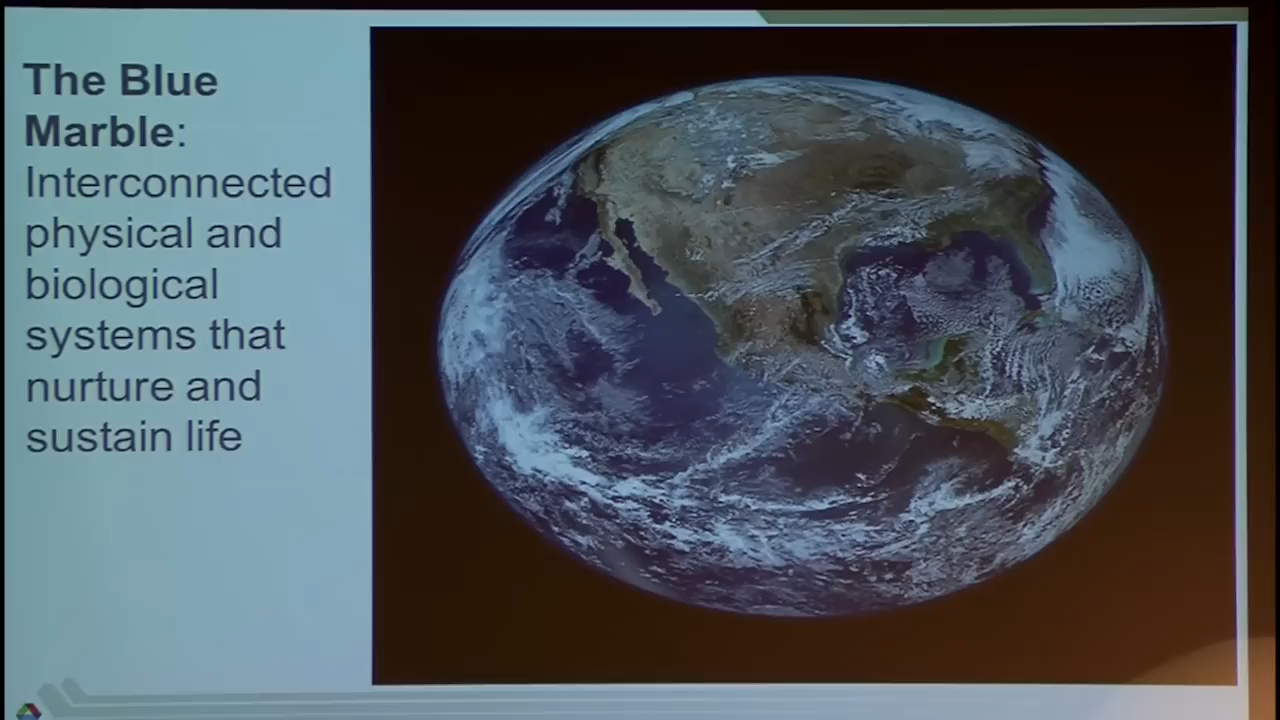 The Blue
Marble:
Interconnected
physical and
biological
systems that
nurture and
sustain life